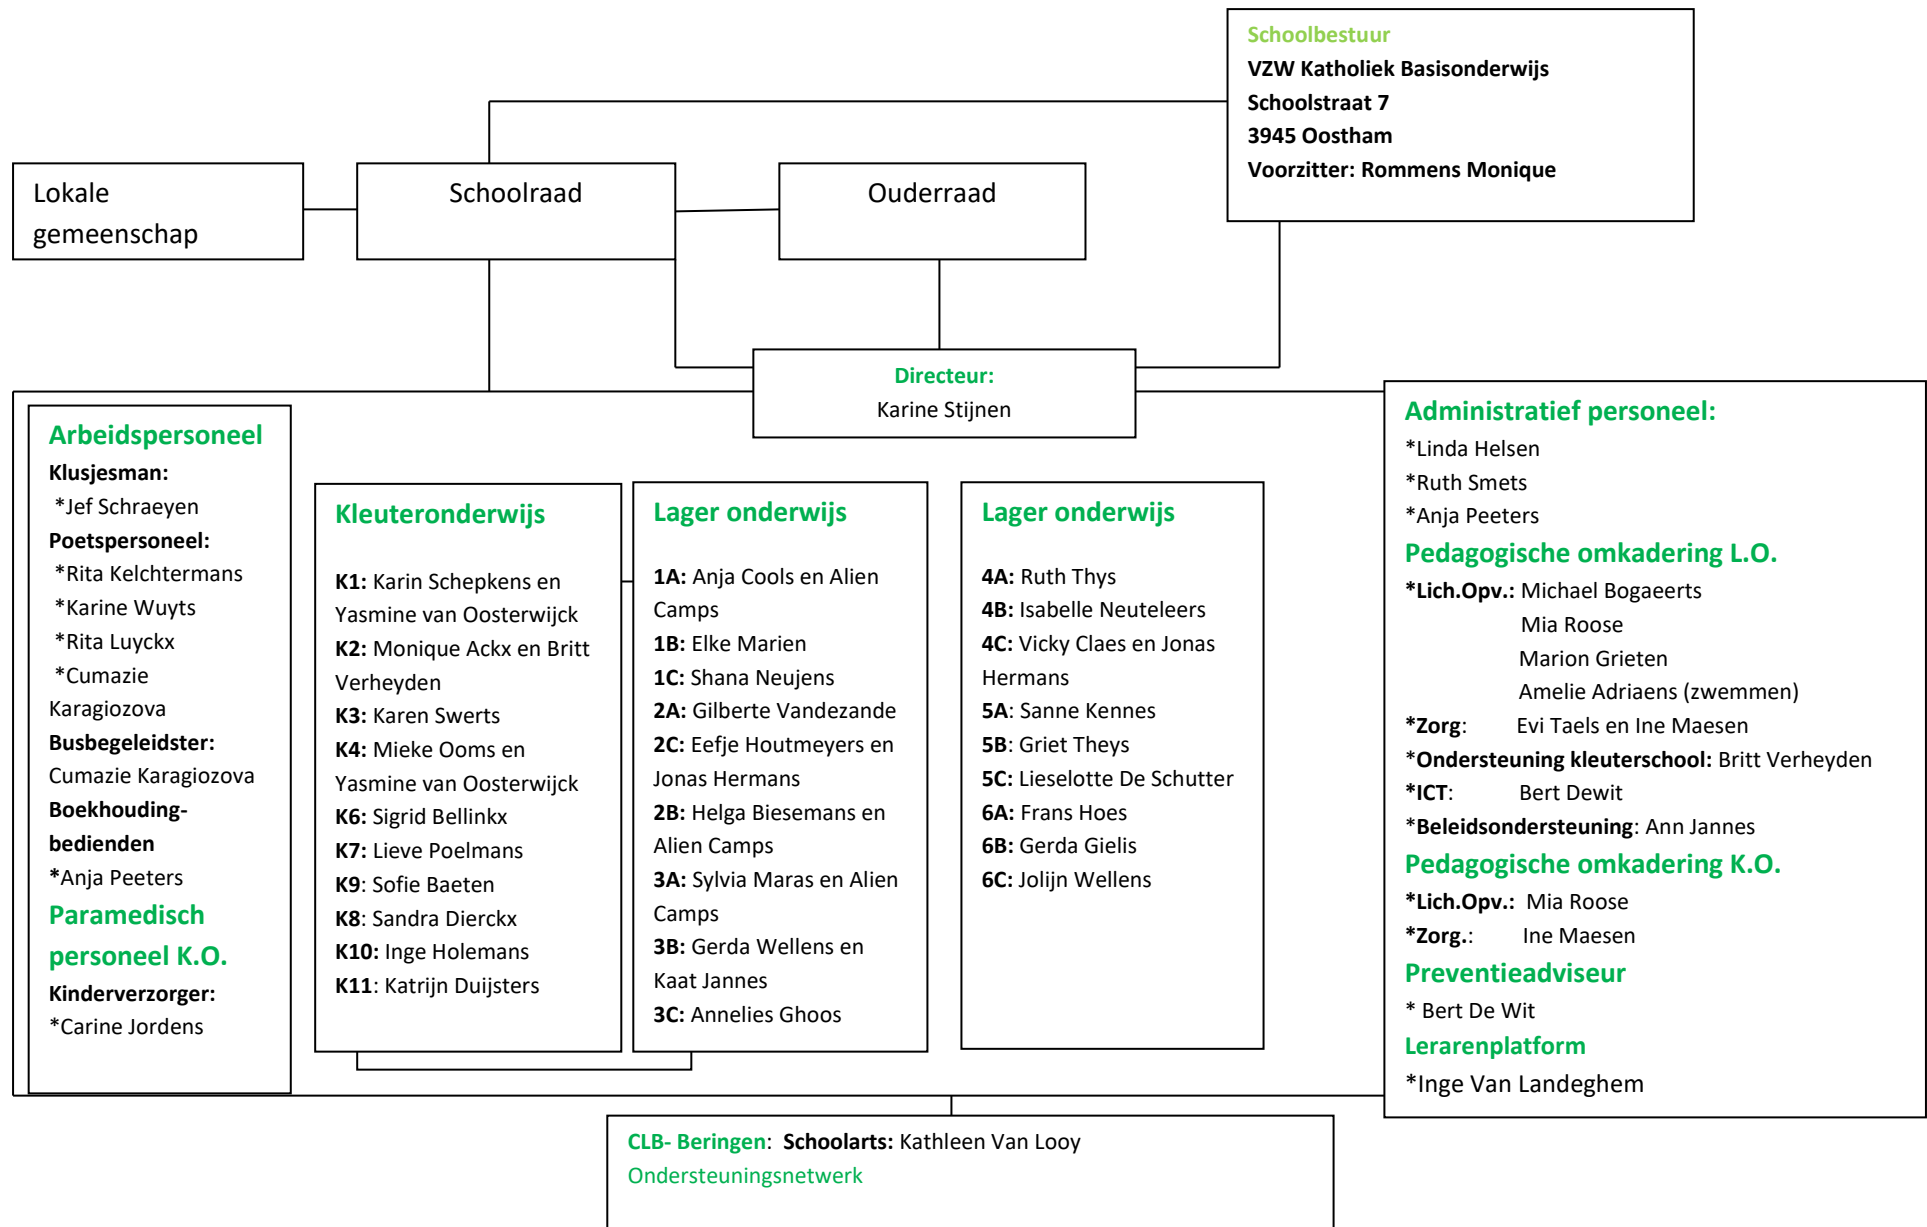 Schoolbestuur
VZW Katholiek Basisonderwijs
Schoolstraat 7
3945 Oostham
Voorzitter: Rommens Monique
Lokale
gemeenschap
Schoolraad
Ouderraad
Directeur:
Karine Stijnen
Arbeidspersoneel
Klusjesman:
*Jef Schraeyen
Poetspersoneel:
*Rita Kelchtermans
*Karine Wuyts
*Rita Luyckx
*Cumazie
Karagiozova
Busbegeleidster:
Cumazie Karagiozova
Boekhouding-
bedienden
*Anja Peeters
Paramedisch
personeel K.O.
Kinderverzorger:
*Carine Jordens
Kleuteronderwijs
K1: Karin Schepkens en
Yasmine van Oosterwijck
K2: Monique Ackx en Britt
Verheyden
K3: Karen Swerts
K4: Mieke Ooms en
Yasmine van Oosterwijck
K6: Sigrid Bellinkx
K7: Lieve Poelmans
K9: Sofie Baeten
K8: Sandra Dierckx
K10: Inge Holemans
K11: Katrijn Duijsters
Lager onderwijs
1A: Anja Cools en Alien
Camps
1B: Elke Marien
1C: Shana Neujens
2A: Gilberte Vandezande
2C: Eefje Houtmeyers en
Jonas Hermans
2B: Helga Biesemans en
Alien Camps
3A: Sylvia Maras en Alien
Camps
3B: Gerda Wellens en
Kaat Jannes
3C: Annelies Ghoos
Lager onderwijs
4A: Ruth Thys
4B: Isabelle Neuteleers
4C: Vicky Claes en Jonas
Hermans
5A: Sanne Kennes
5B: Griet Theys
5C: Lieselotte De Schutter
6A: Frans Hoes
6B: Gerda Gielis
6C: Jolijn Wellens
Administratief personeel:
*Linda Helsen
*Ruth Smets
*Anja Peeters
Pedagogische omkadering L.O.
*Lich.Opv.: Michael Bogaeerts
Mia Roose
Marion Grieten
Amelie Adriaens (zwemmen)
*Zorg: Evi Taels en Ine Maesen
*Ondersteuning kleuterschool: Britt Verheyden
*ICT: Bert Dewit
*Beleidsondersteuning: Ann Jannes
Pedagogische omkadering K.O.
*Lich.Opv.: Mia Roose
*Zorg.: Ine Maesen
Preventieadviseur
* Bert De Wit
Lerarenplatform
*Inge Van Landeghem
CLB- Beringen: Schoolarts: Kathleen Van Looy
Ondersteuningsnetwerk